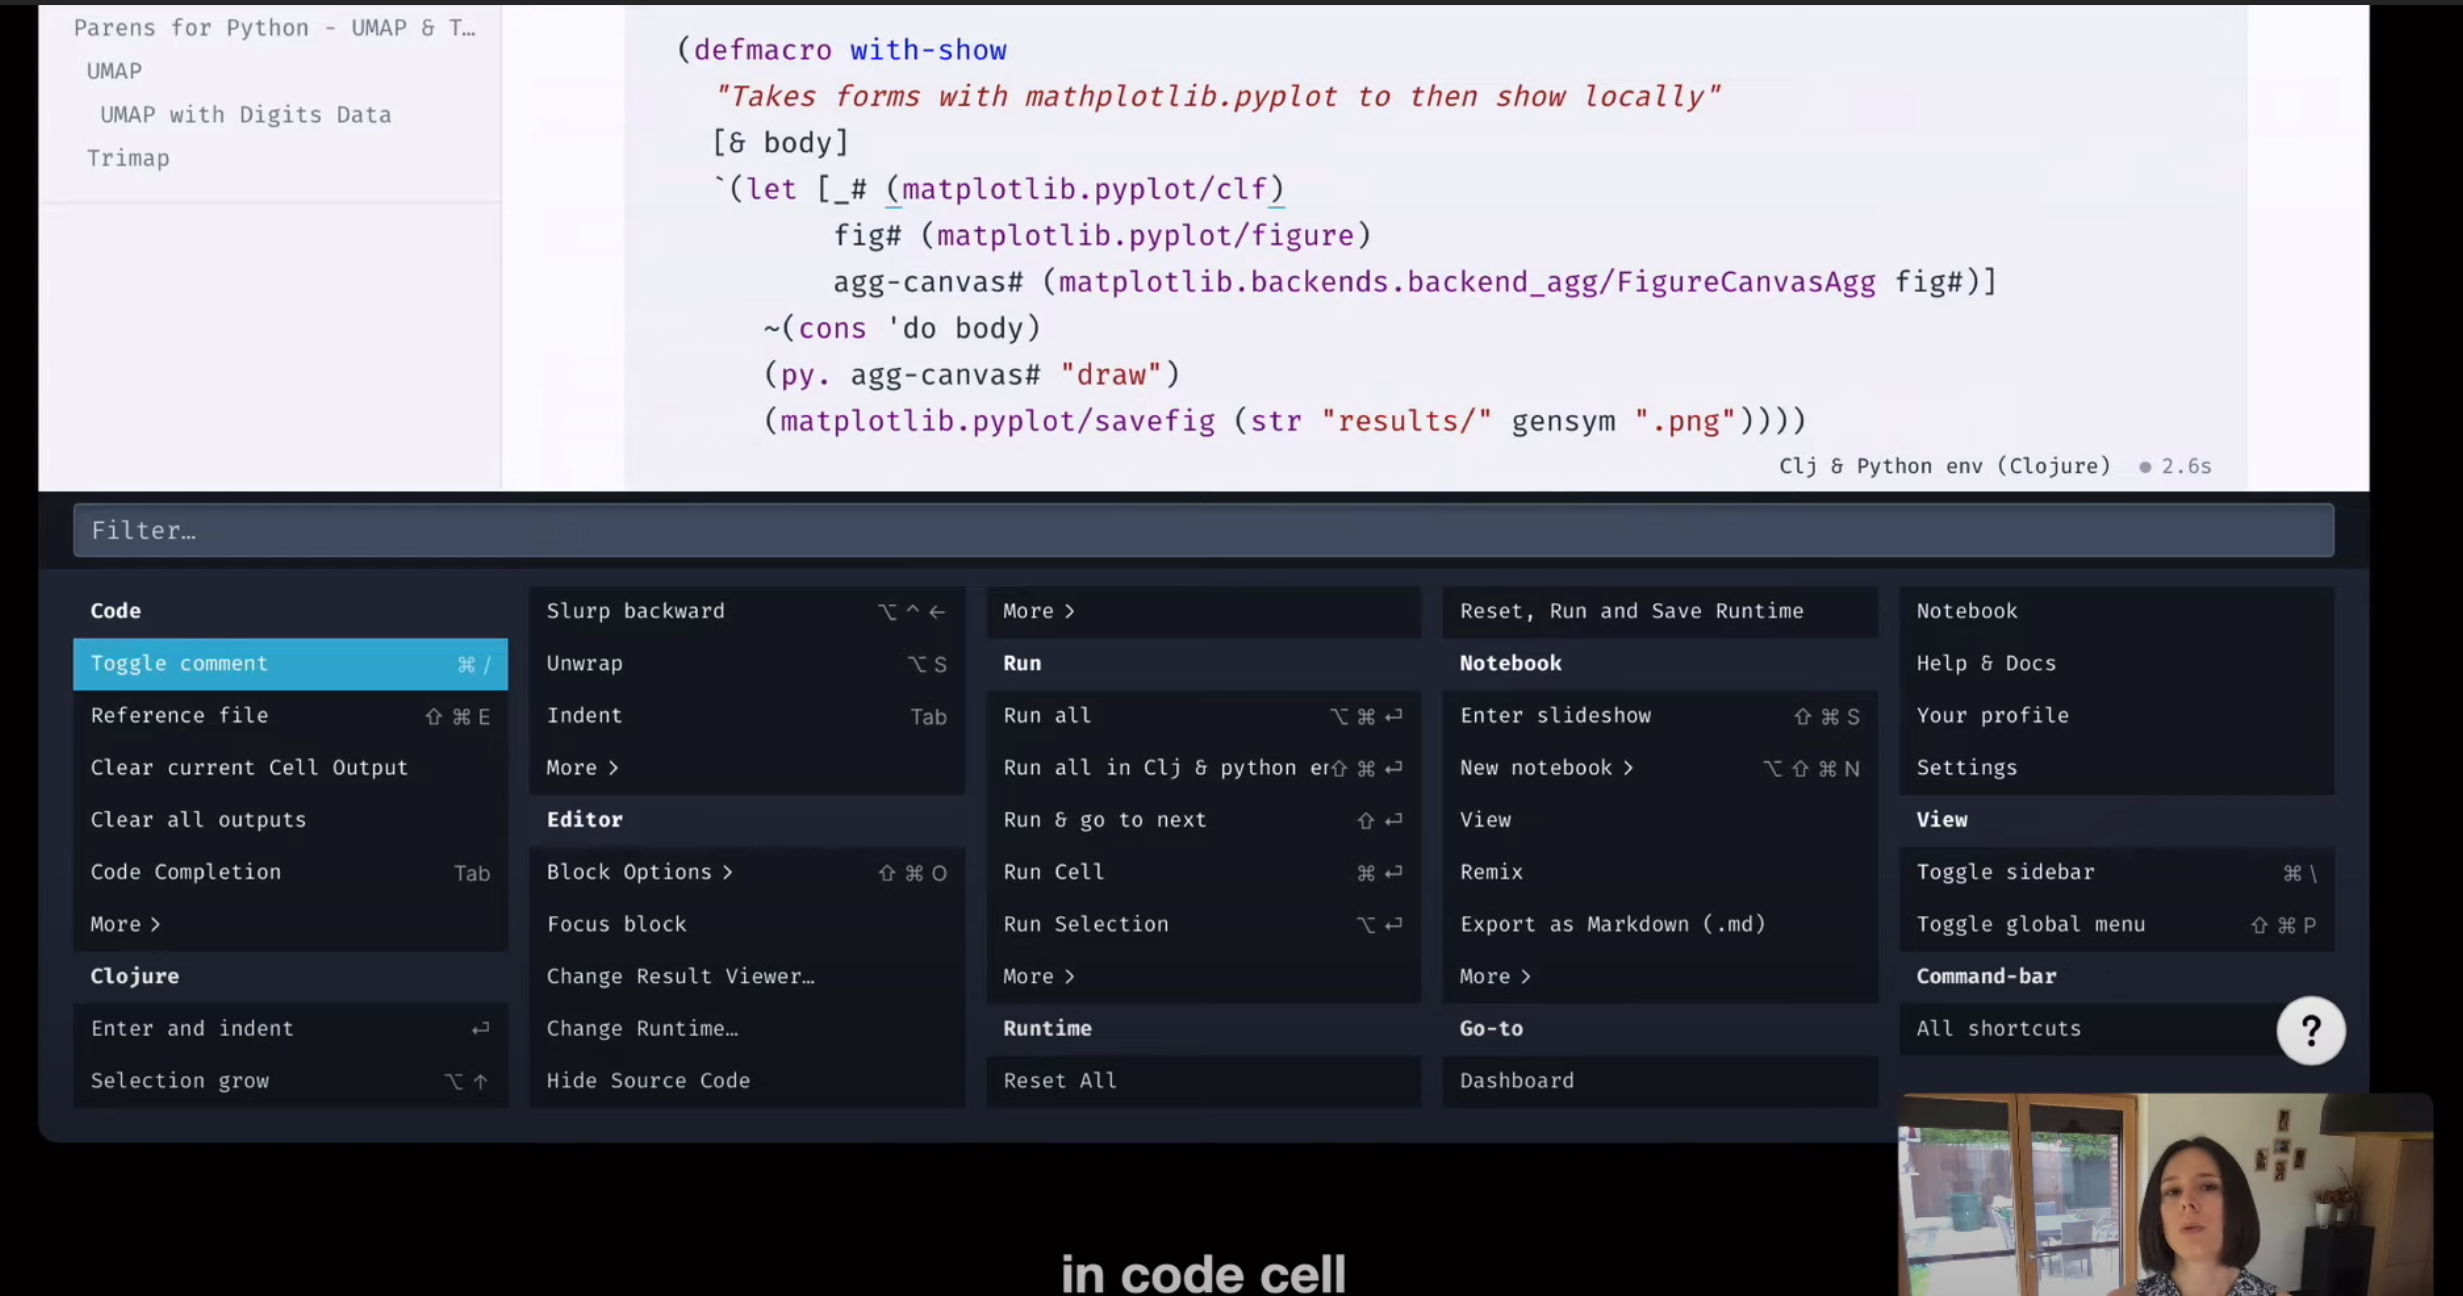 Parens for Python - UMAP & T…
UMAP
UMAP with Digits Data
Trimap
(defmacro with-show
"Takes forms with mathplotlib.pyplot to then show locally"
[& body]
`(let [_# (matplotlib.pyplot/clf)
fig# (matplotlib.pyplot/figure)
agg-canvas# (matplotlib.backends.backend_agg/FigureCanvasAgg fig#)]
~(cons 'do body)
(py. agg-canvas# "draw")
(matplotlib.pyplot/savefig (str "results/" gensym ".png"))))
Clj & Python env (Clojure) ● 2.6s
Filter…
Code
Toggle comment ⌘ /
Reference file ⇧ ⌘ E
Clear current Cell Output
Clear all outputs
Code Completion Tab
More >
Clojure
Enter and indent ⏎
Selection grow ⌥ ↑
Slurp backward ⌥ ^ ←
Unwrap ⌥ S
Indent Tab
More >
Editor
Block Options > ⇧ ⌘ O
Focus block
Change Result Viewer…
Change Runtime…
Hide Source Code
More >
Run
Run all ⌥ ⌘ ⏎
Run all in Clj & python er ⇧ ⌘ ⏎
Run & go to next ⇧ ⏎
Run Cell ⌘ ⏎
Run Selection ⌥ ⏎
More >
Runtime
Reset All
Reset, Run and Save Runtime
Notebook
Enter slideshow ⇧ ⌘ S
New notebook > ⌥ ⇧ ⌘ N
View
Remix
Export as Markdown (.md)
More >
Go-to
Dashboard
Notebook
Help & Docs
Your profile
Settings
View
Toggle sidebar ⌘ \
Toggle global menu ⇧ ⌘ P
Command-bar
All shortcuts
?
in code cell